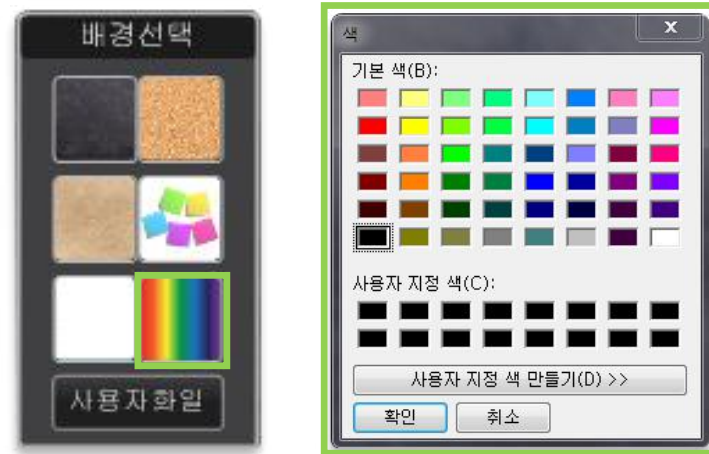 배경선택
사용자화일
색
x
기본 색(B):
사용자 지정 색(C):
사용자 지정 색 만들기(D) >>
확인
취소